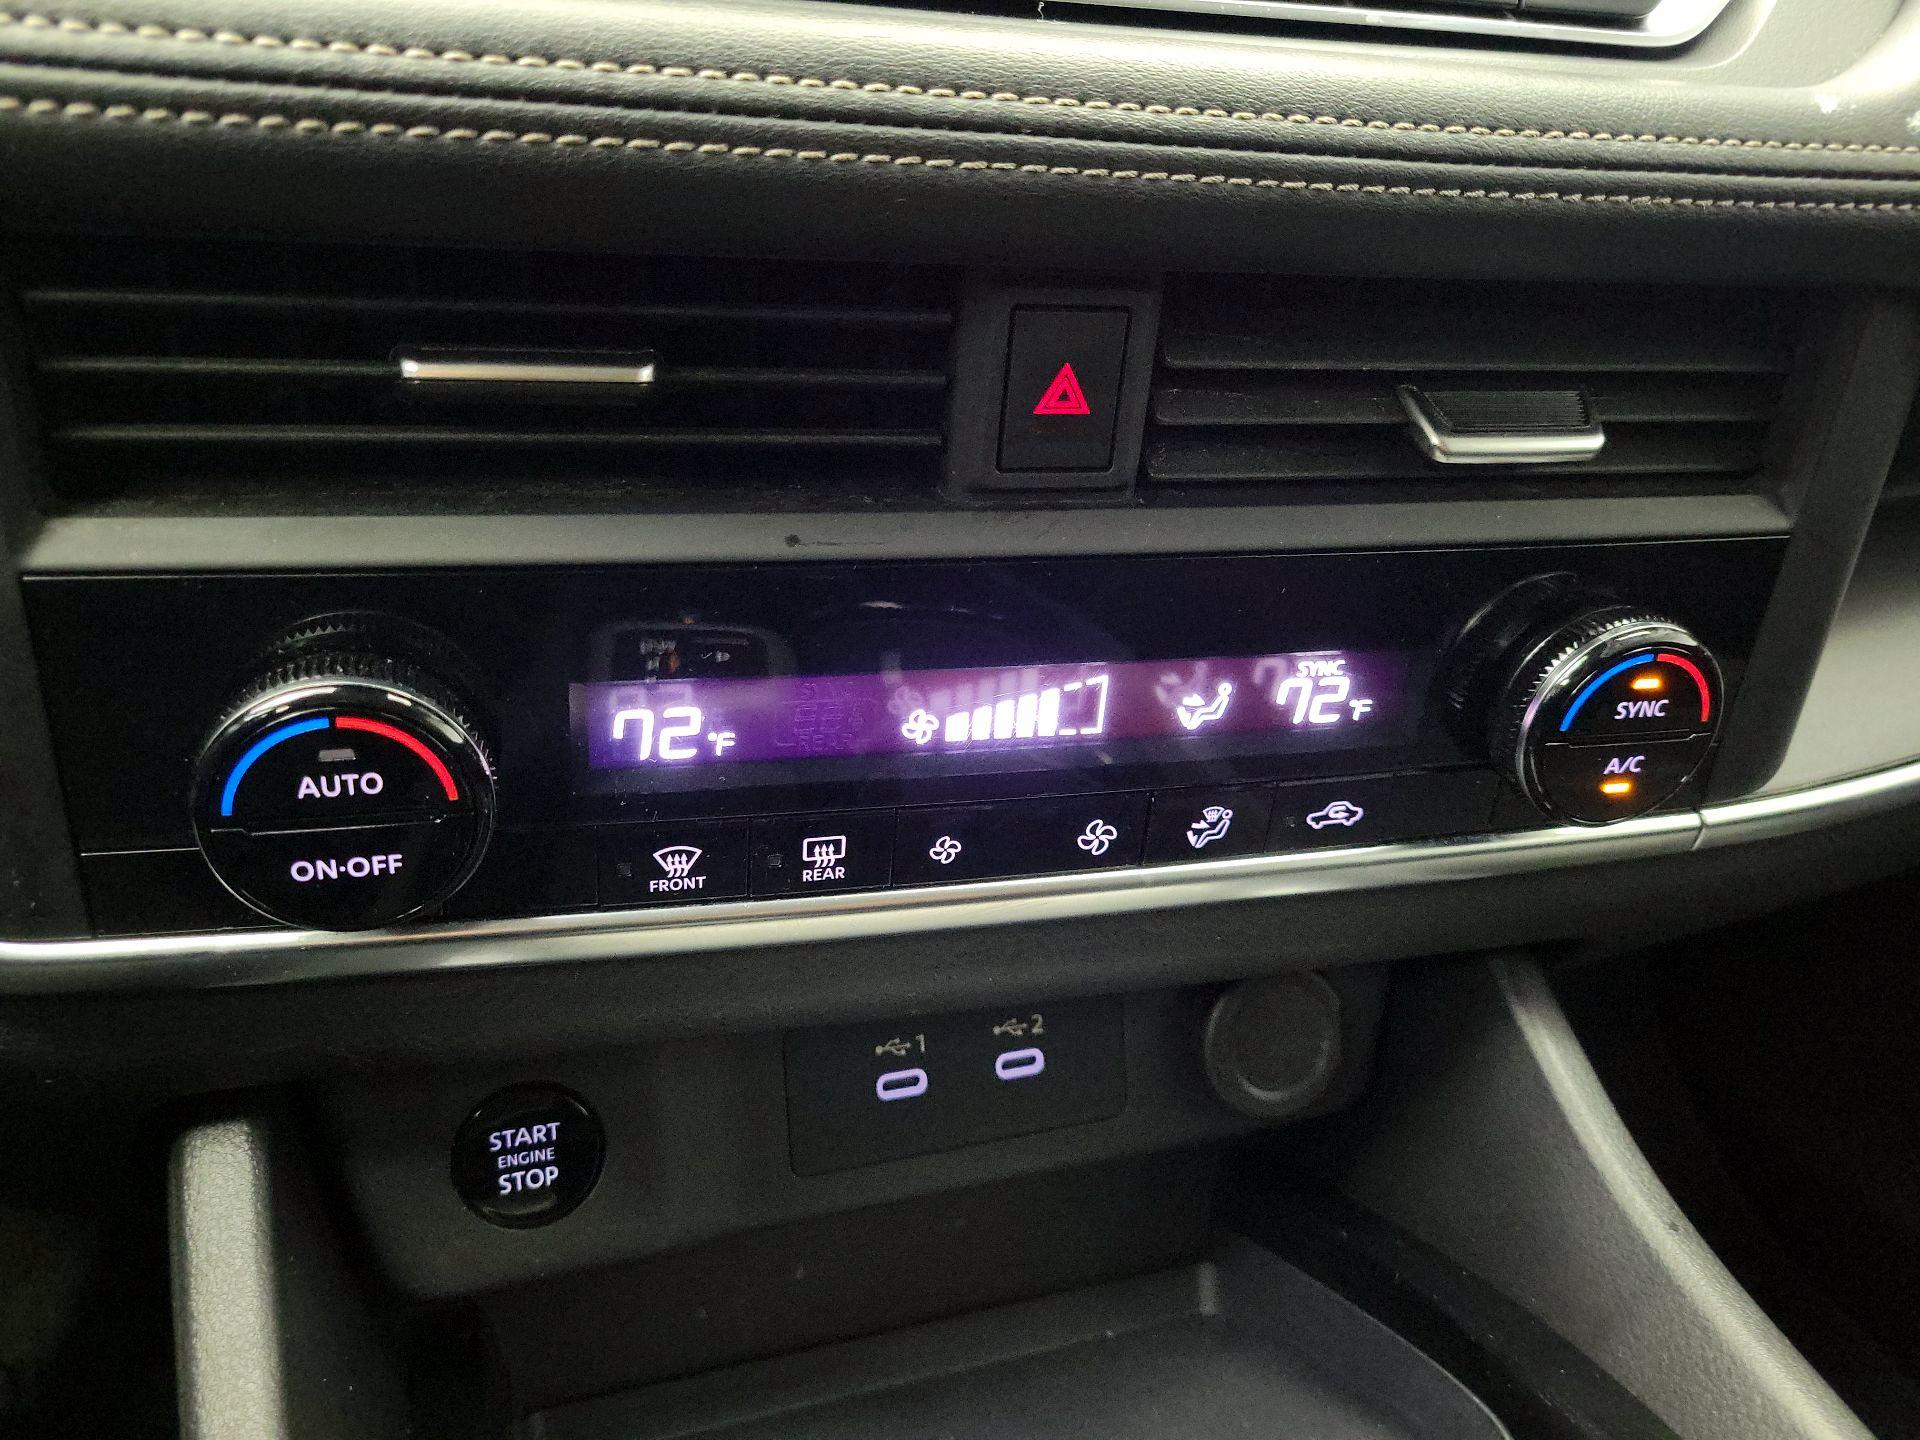 SYNC
72°F
72°F
SYNC
AUTO
A/C
ON·OFF
FRONT
REAR
1
2
START
ENGINE
STOP